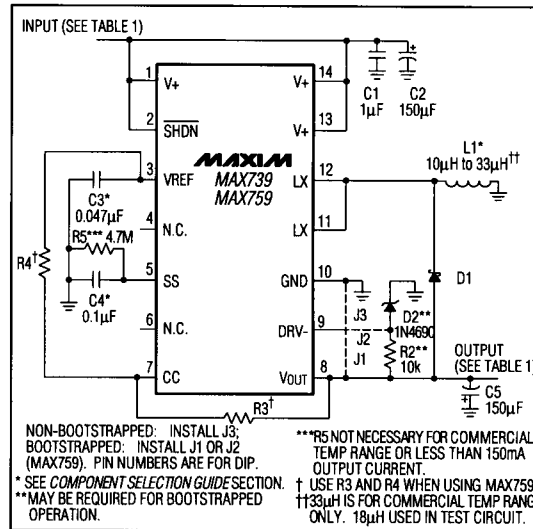 INPUT (SEE TABLE 1)
1
V+
2
SHDN
3
VREF
4
N.C.
5
SS
6
N.C.
7
CC
MAXIM
MAX739
MAX759
14
V+
13
V+
12
LX
11
LX
10
GND
9
DRV-
8
VOUT
C1
1µF
C2
150µF
L1*
10µH to 33µH††
C3*
0.047µF
R5*** 4.7M
R4†
C4*
0.1µF
J3
J2
J1
D2**
1N4690
R2**
10k
D1
OUTPUT
(SEE TABLE 1)
C5
150µF
R3†
NON-BOOTSTRAPPED: INSTALL J3;
BOOTSTRAPPED: INSTALL J1 OR J2
(MAX759). PIN NUMBERS ARE FOR DIP.
* SEE COMPONENT SELECTION GUIDE SECTION.
**MAY BE REQUIRED FOR BOOTSTRAPPED
OPERATION.
***R5 NOT NECESSARY FOR COMMERCIAL
TEMP RANGE OR LESS THAN 150mA
OUTPUT CURRENT.
† USE R3 AND R4 WHEN USING MAX759
††33µH IS FOR COMMERCIAL TEMP RANG
ONLY. 18µH USED IN TEST CIRCUIT.